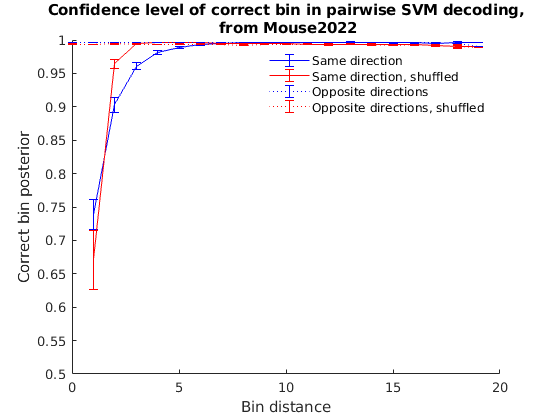 Confidence level of correct bin in pairwise SVM decoding,
from Mouse2022
1
0.95
0.9
0.85
0.8
0.75
0.7
0.65
0.6
0.55
0.5
Correct bin posterior
Same direction
Same direction, shuffled
Opposite directions
Opposite directions, shuffled
0
5
10
15
20
Bin distance